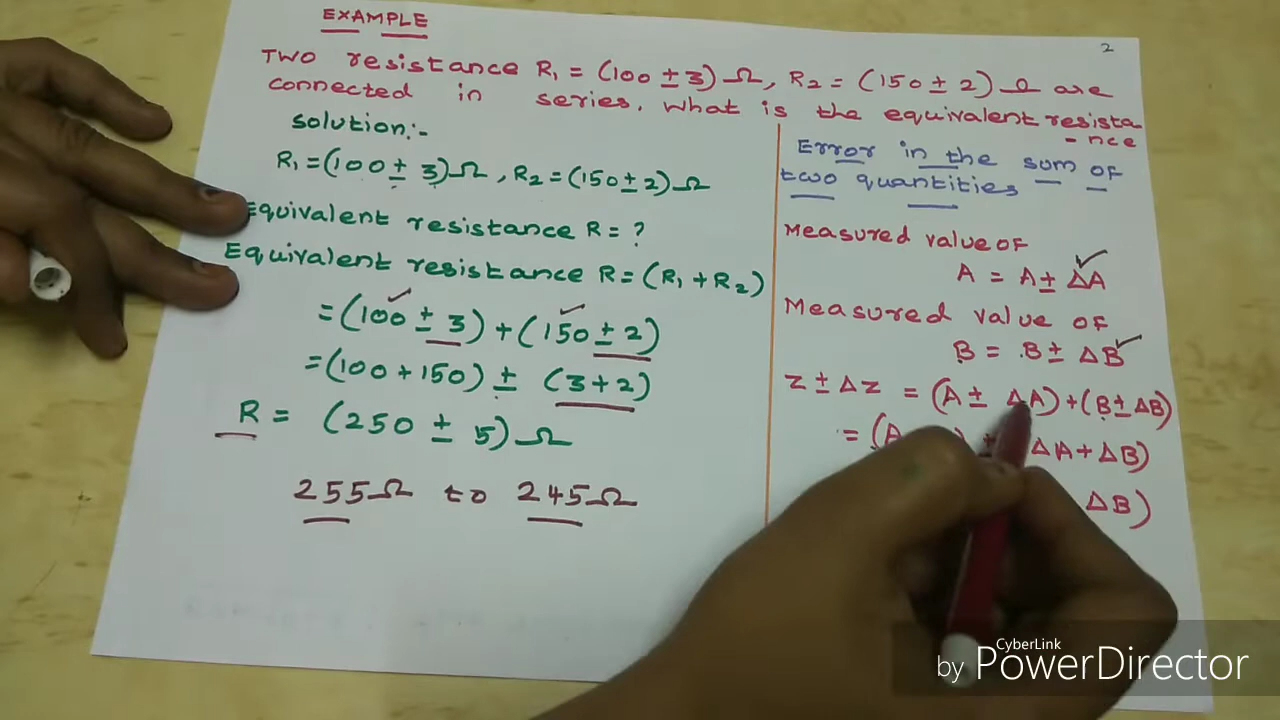 2
EXAMPLE
TWO resistance R₁ = (100 ± 3) Ω, R₂ = (150 ± 2) Ω are
connected in series. What is the equivalent resista
-nce
solution:-
R₁ = (100 ± 3) Ω, R₂ = (150 ± 2) Ω
Equivalent resistance R = ?
Equivalent resistance R = (R₁ + R₂)
= (100 ± 3) + (150 ± 2)
= (100 + 150) ± (3 + 2)
R = (250 ± 5) Ω
255 Ω to 245 Ω
Error in the sum of
two quantities
Measured value of
A = A ± ΔA
Measured value of
B = B ± ΔB
Z ± ΔZ = (A ± ΔA) + (B ± ΔB)
= (A ΔA + ΔB)
ΔB)
CyberLink
by PowerDirector